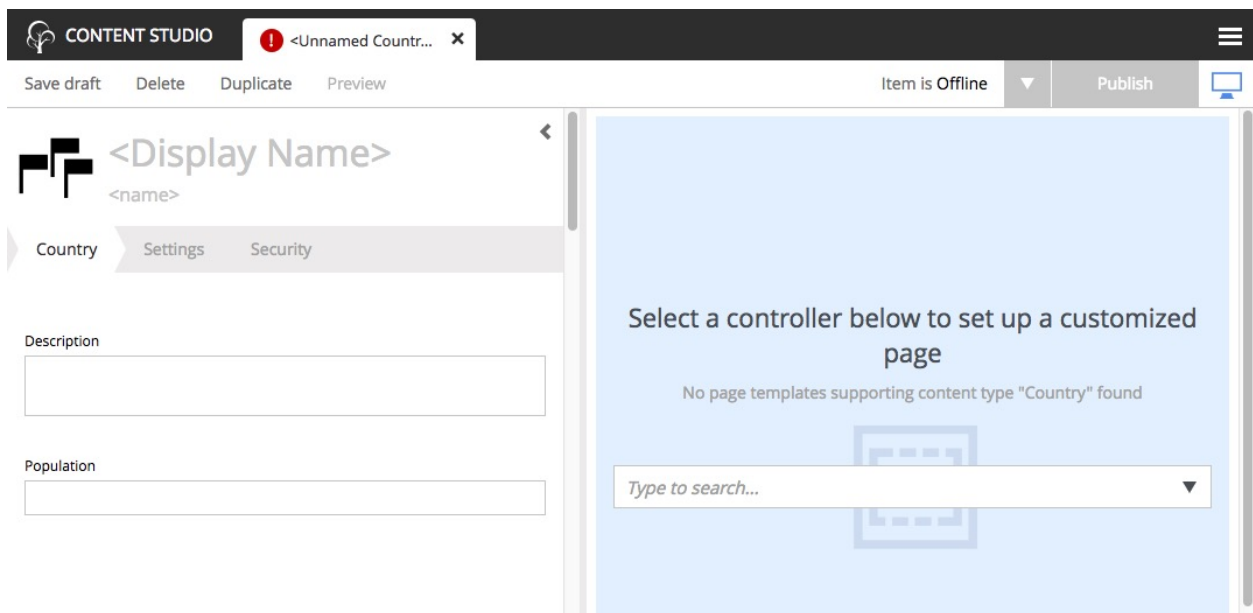 CONTENT STUDIO
! <Unnamed Countr... ×
Save draft Delete Duplicate Preview Item is Offline Publish
<Display Name>
<name>
Country Settings Security
Description
Population
Select a controller below to set up a customized
page
No page templates supporting content type "Country" found
Type to search...